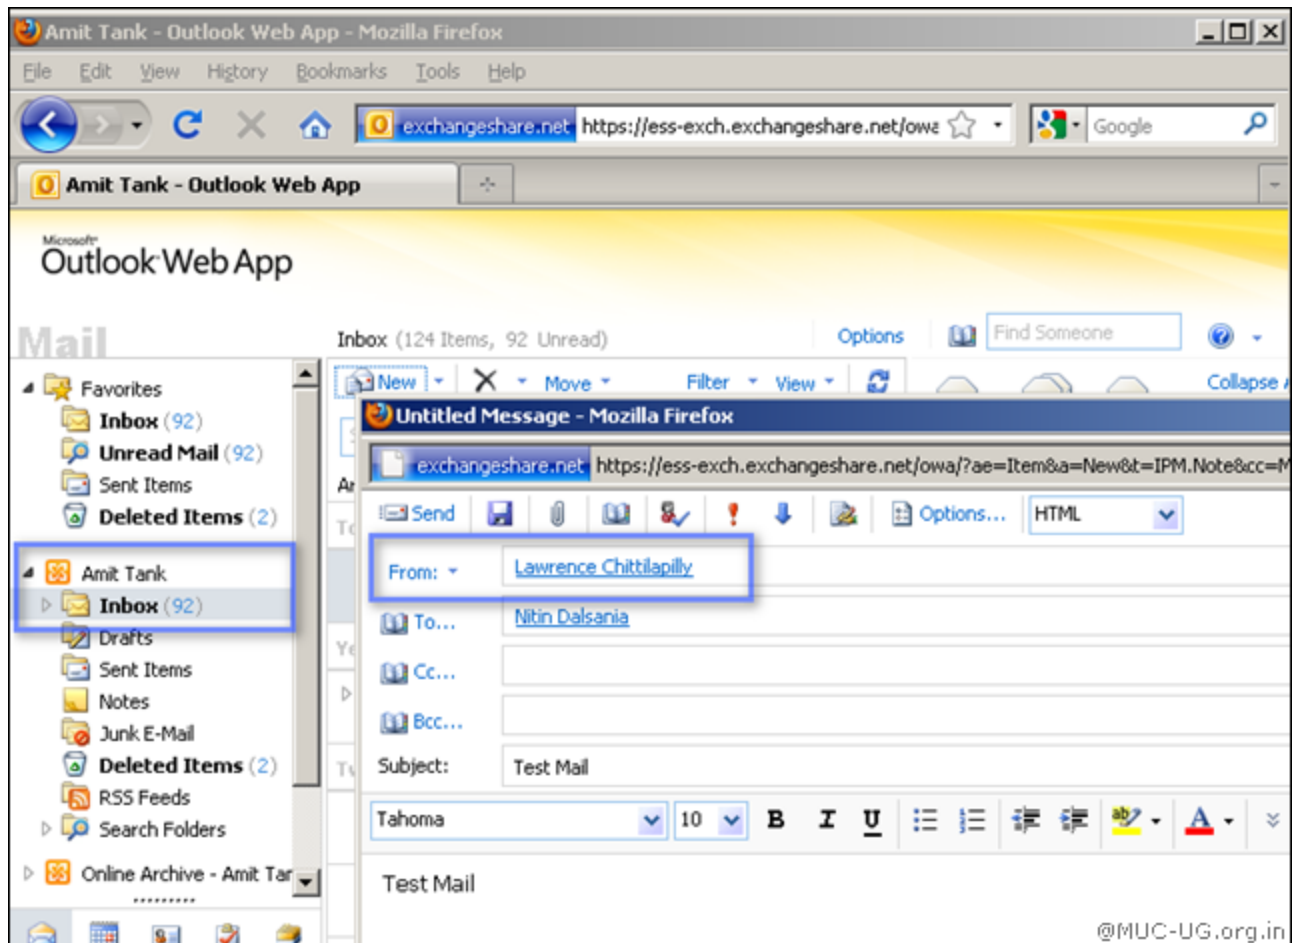 Amit Tank - Outlook Web App - Mozilla Firefox
File Edit View History Bookmarks Tools Help
exchangeshare.net https://ess-exch.exchangeshare.net/owa Google
Amit Tank - Outlook Web App
Microsoft
Outlook Web App
Mail
Inbox (124 Items, 92 Unread) Options Find Someone
New Move Filter View Collapse
Favorites
Inbox (92)
Unread Mail (92)
Sent Items
Deleted Items (2)
Amit Tank
Inbox (92)
Drafts
Sent Items
Notes
Junk E-Mail
Deleted Items (2)
RSS Feeds
Search Folders
Online Archive - Amit Tan
Untitled Message - Mozilla Firefox
exchangeshare.net https://ess-exch.exchangeshare.net/owa/?ae=Item&a=New&t=IPM.Note&cc=M
Send Options... HTML
From: Lawrence Chittilapilly
To... Nitin Dalsania
Cc...
Bcc...
Subject: Test Mail
Tahoma 10 B I U ab A
Test Mail
@MUC-UG.org.in